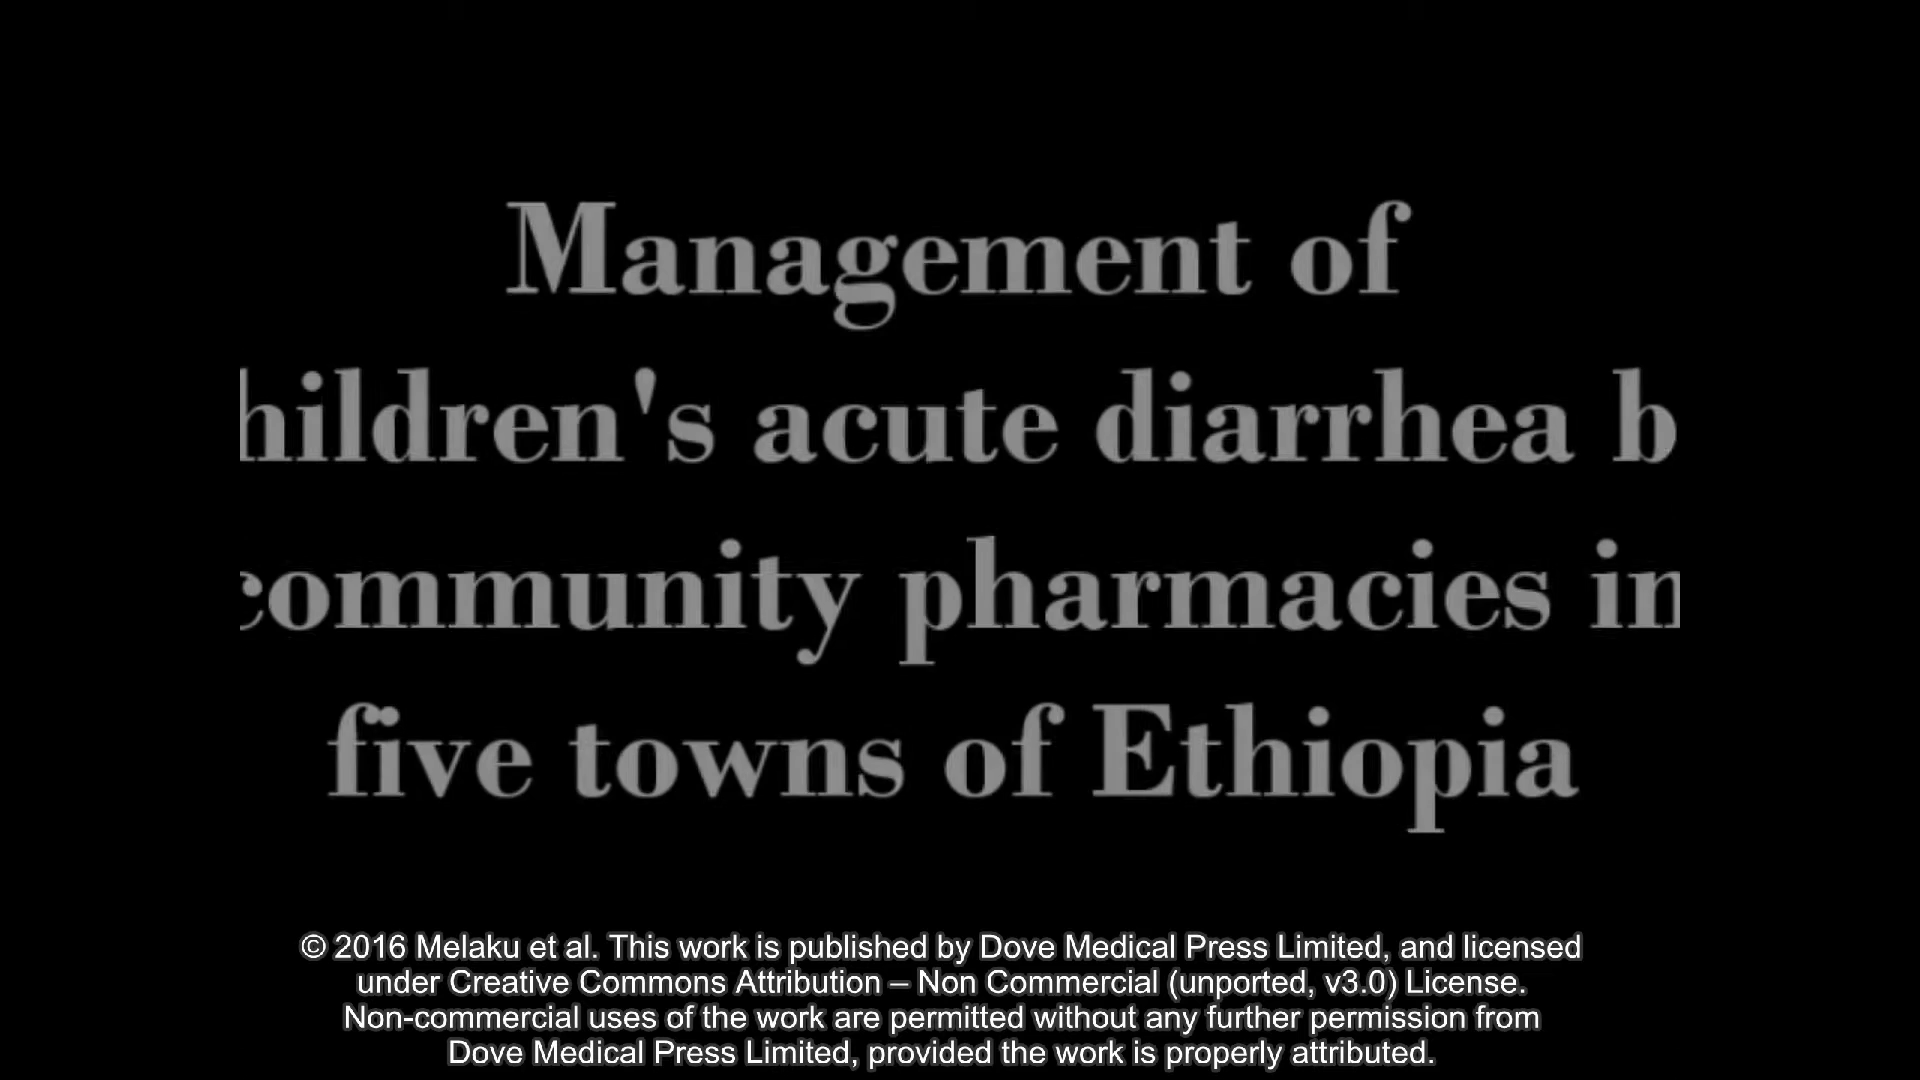 Management of
hildren's acute diarrhea b
community pharmacies in
five towns of Ethiopia
© 2016 Melaku et al. This work is published by Dove Medical Press Limited, and licensed
under Creative Commons Attribution – Non Commercial (unported, v3.0) License.
Non-commercial uses of the work are permitted without any further permission from
Dove Medical Press Limited, provided the work is properly attributed.